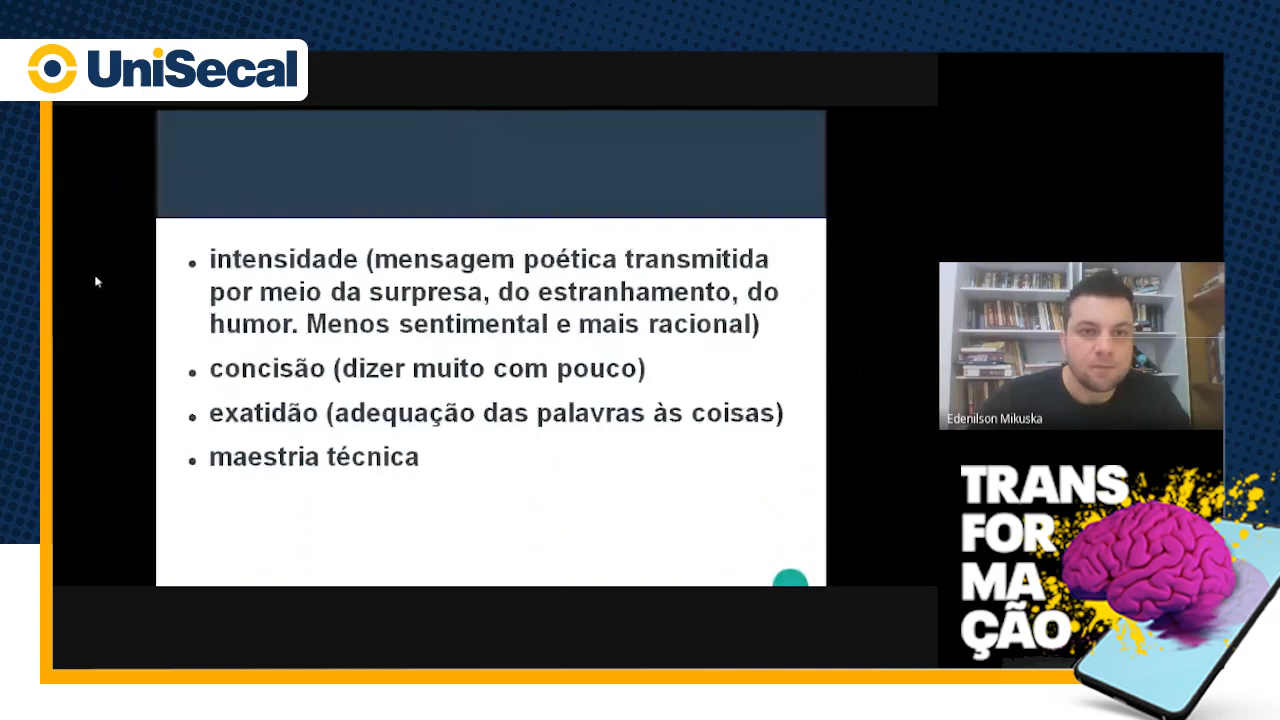 UniSecal
• intensidade (mensagem poética transmitida
por meio da surpresa, do estranhamento, do
humor. Menos sentimental e mais racional)
• concisão (dizer muito com pouco)
• exatidão (adequação das palavras às coisas)
• maestria técnica
Edenilson Mikuska
TRANS
FOR
MA
ÇÃO